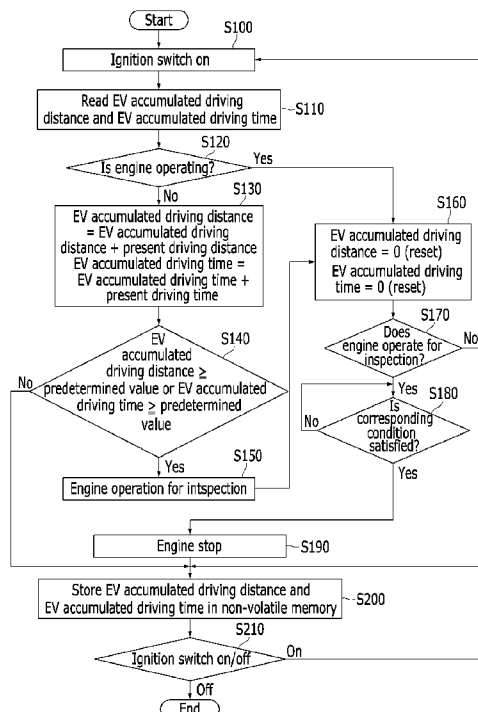 Start
S100
Ignition switch on
Read EV accumulated driving
distance and EV accumulated driving time
S110
S120
Is engine operating?
Yes
No
S130
EV accumulated driving distance
= EV accumulated driving
distance + present driving distance
EV accumulated driving time =
EV accumulated driving time +
present driving time
S160
EV accumulated driving
distance = 0 (reset)
EV accumulated driving
time = 0 (reset)
S170
Does
engine operate for
inspection?
No
Yes
S140
EV
accumulated
driving distance ≥
predetermined value or EV accumulated
driving time ≥ predetermined
value
No
Yes
S180
Is
corresponding
condition
satisfied?
No
Yes
S150
Engine operation for intspection
Engine stop
S190
Store EV accumulated driving distance and
EV accumulated driving time in non-volatile memory
S200
S210
Ignition switch on/off
On
Off
End